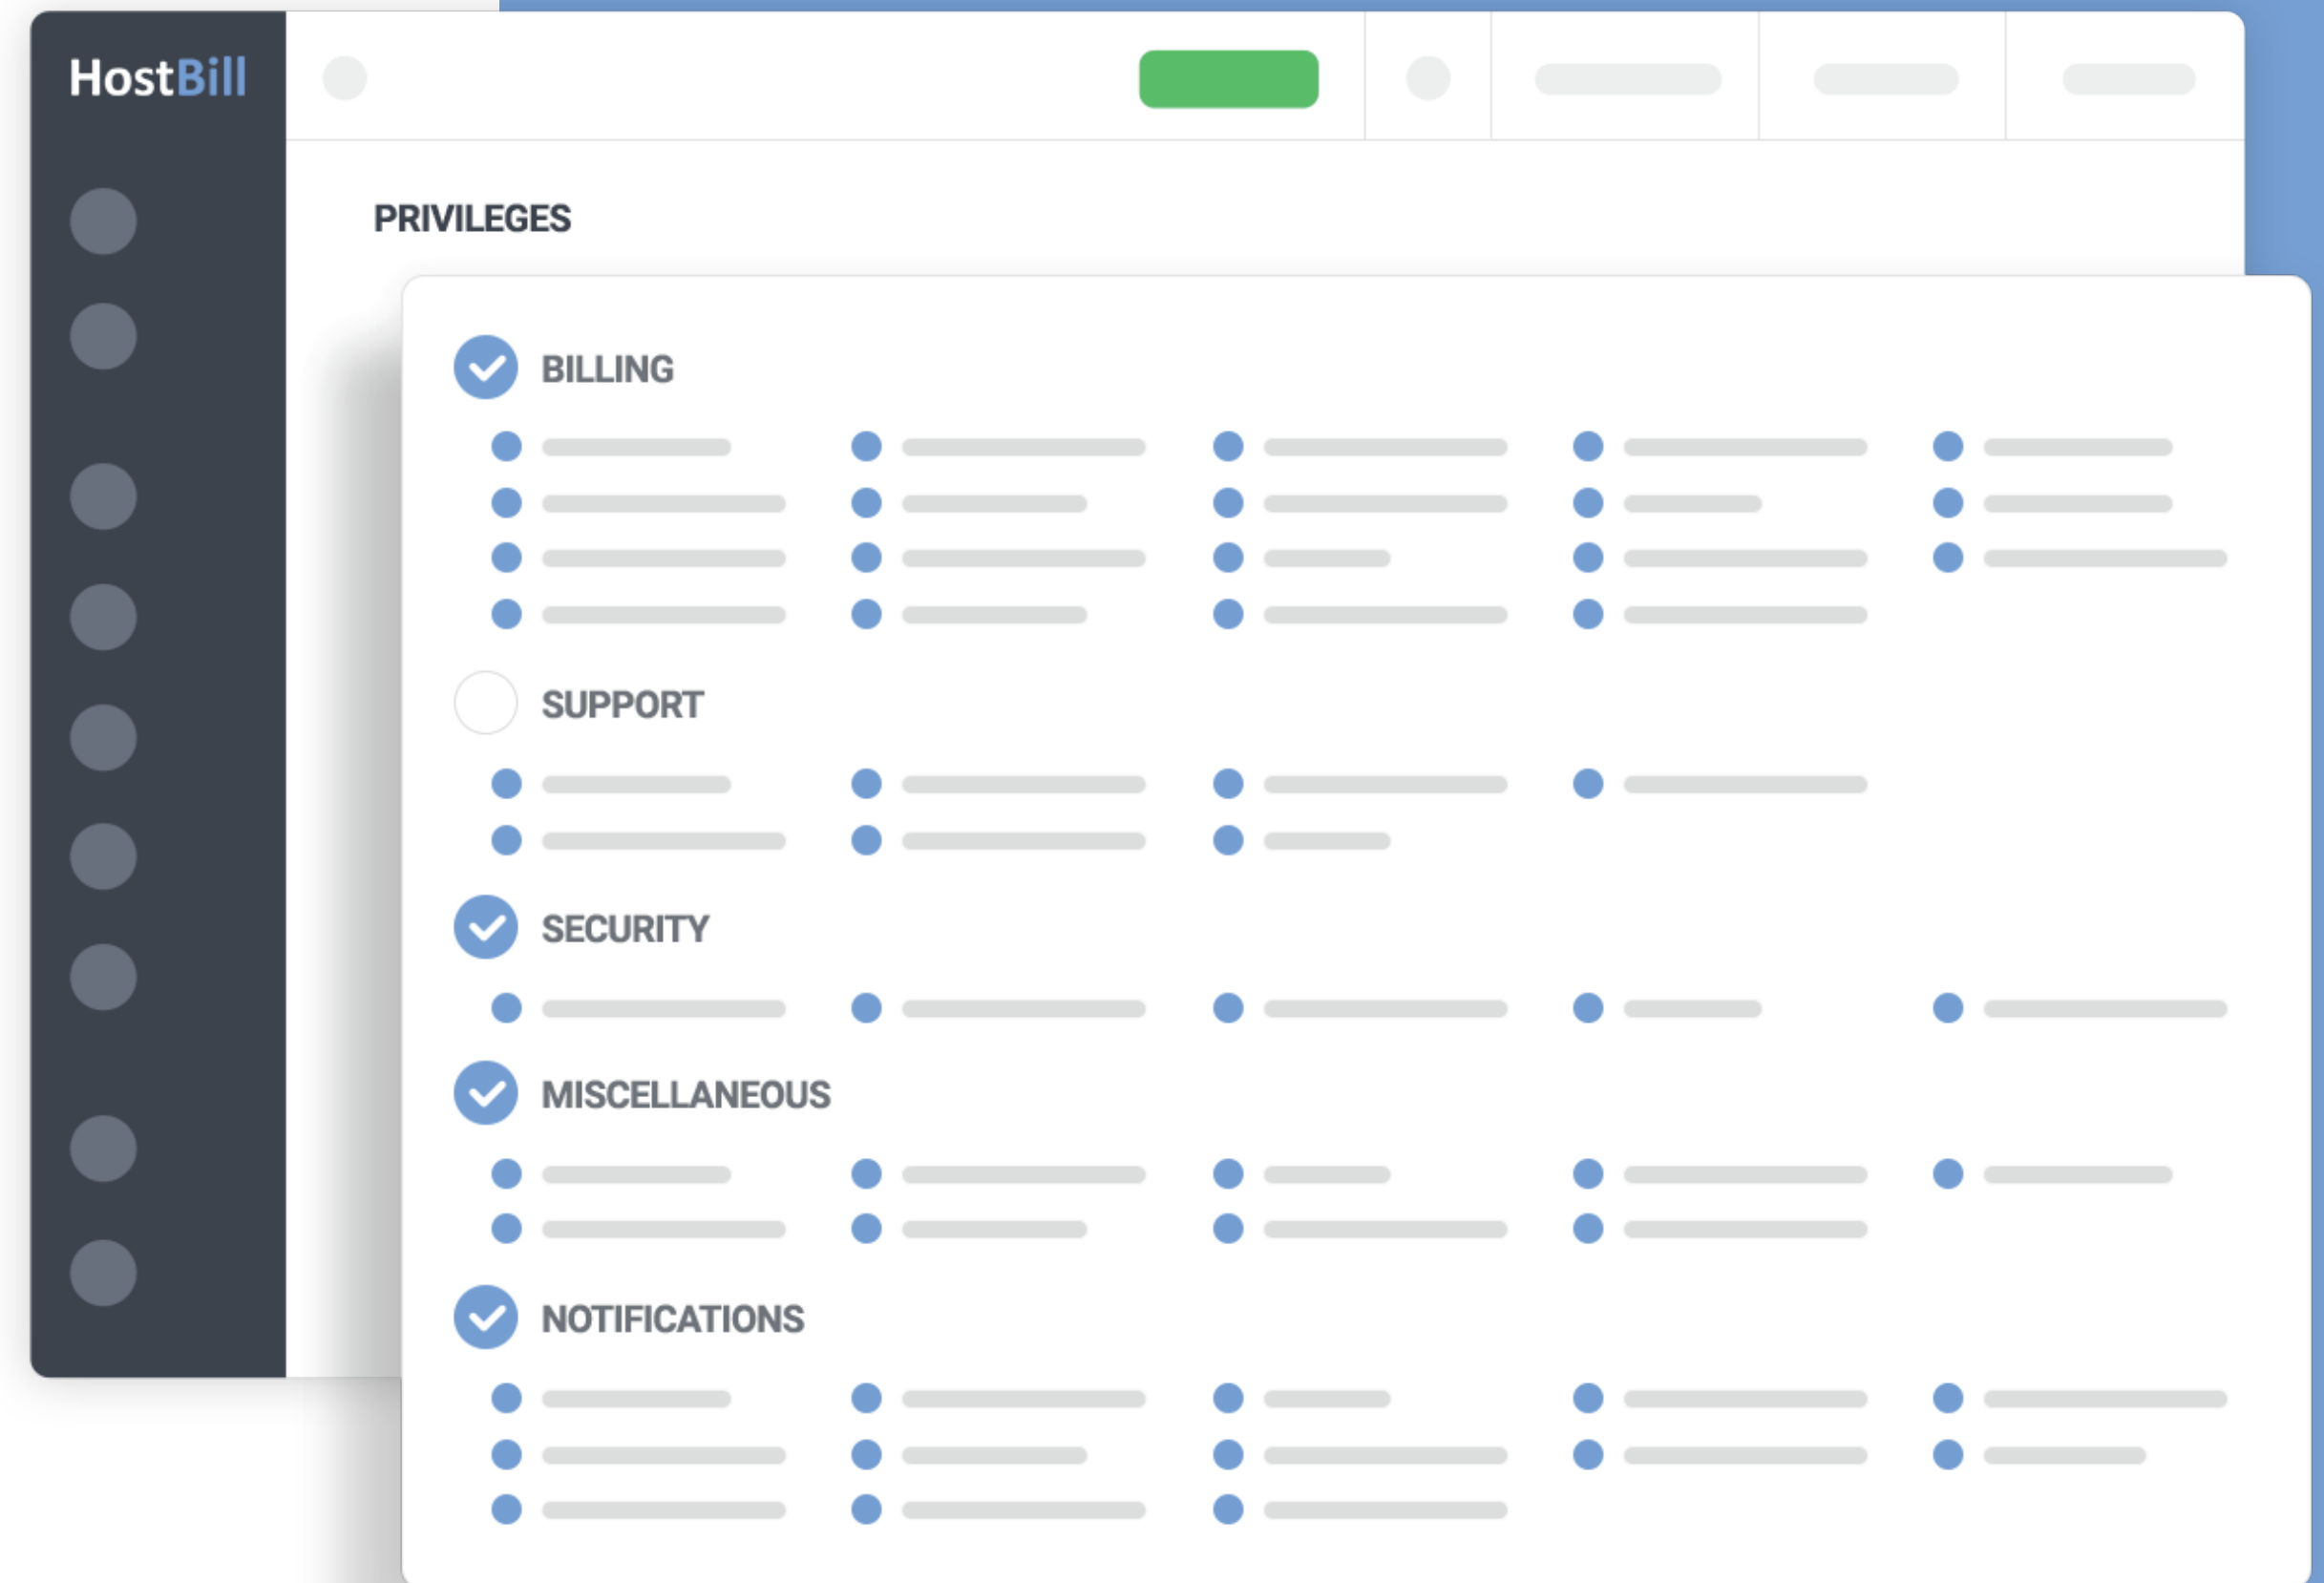 HostBill
PRIVILEGES
BILLING
SUPPORT
SECURITY
MISCELLANEOUS
NOTIFICATIONS